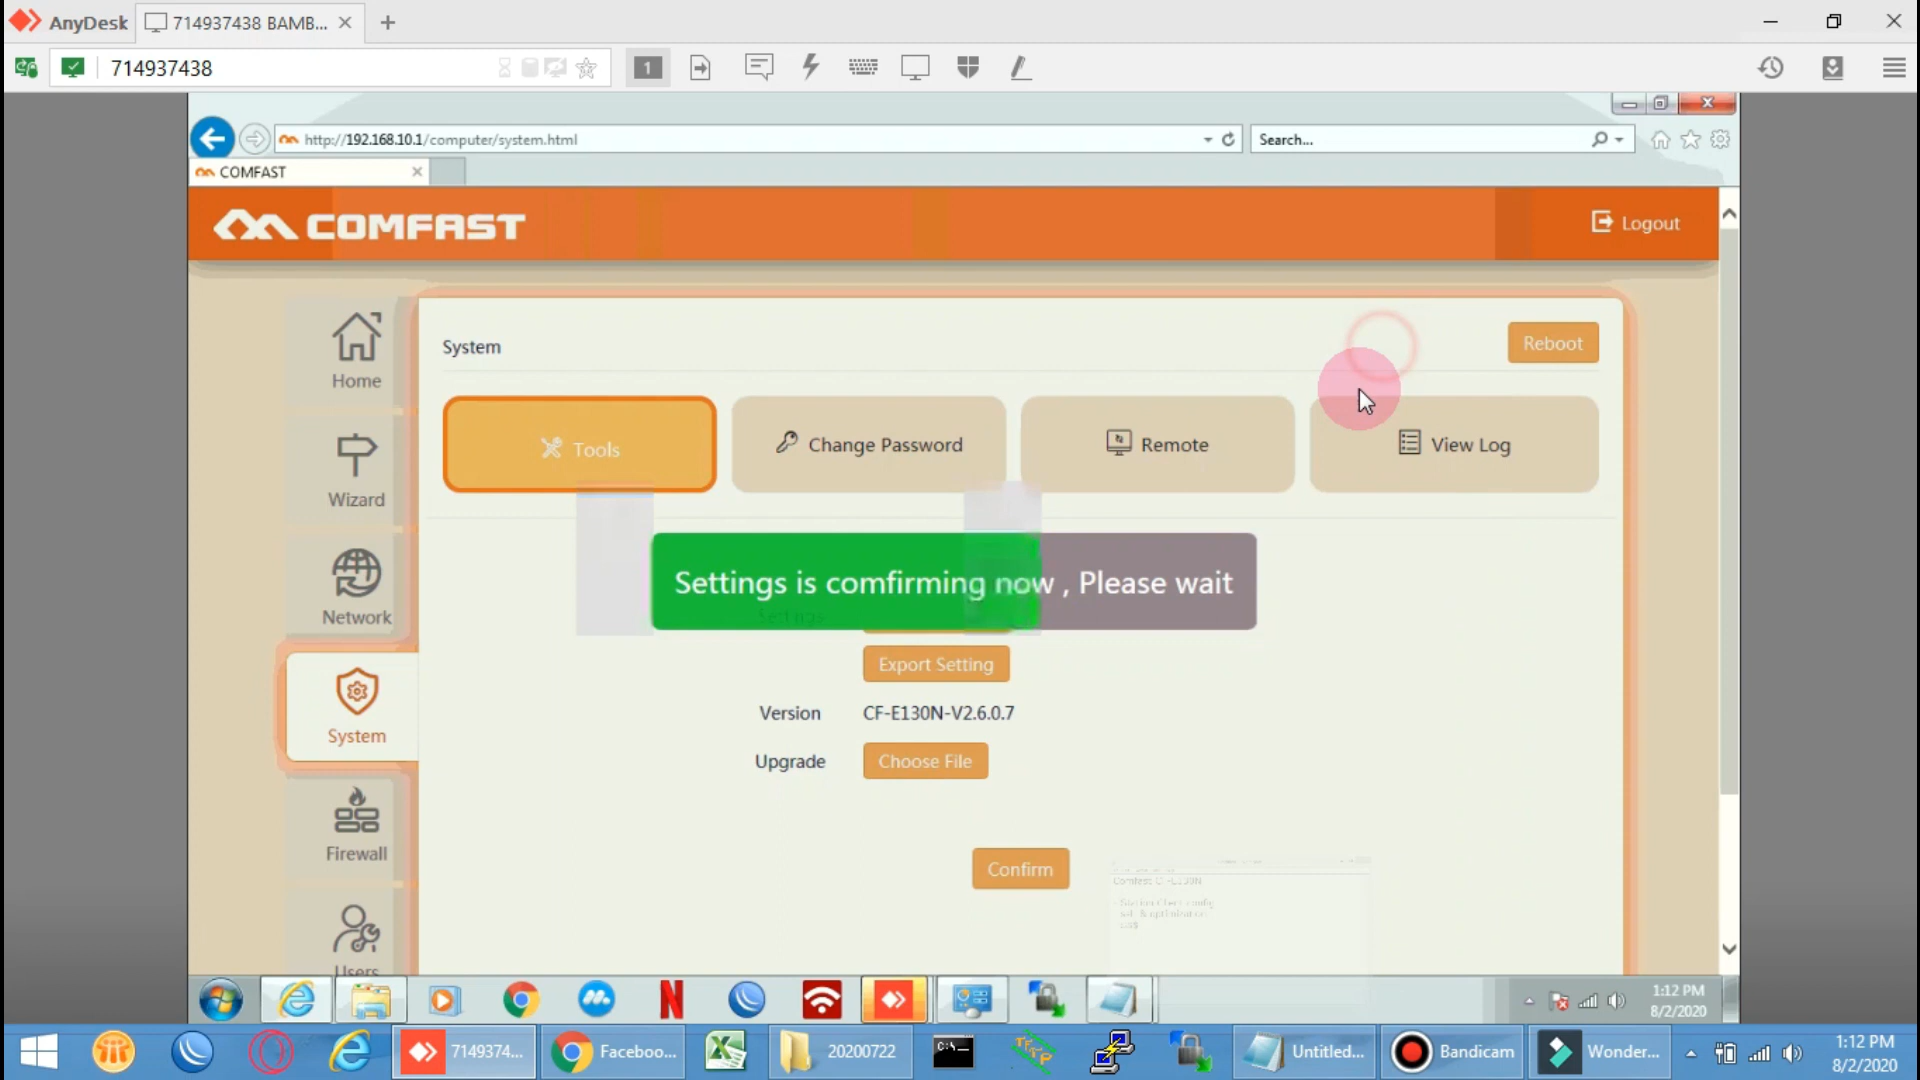 AnyDesk
714937438 BAMB...
714937438
1
http://192.168.10.1/computer/system.html
Search...
COMFAST
COMFAST
Logout
System
Reboot
Home
Tools
Change Password
Remote
View Log
Wizard
Settings is comfirming now , Please wait
Settings
Network
Export Setting
Version
CF-E130N-V2.6.0.7
System
Upgrade
Choose File
Firewall
Confirm
Users
1:12 PM
8/2/2020
7149374...
Faceboo...
20200722
C:\
TFTP
Untitled...
Bandicam
Wonder...
1:12 PM
8/2/2020